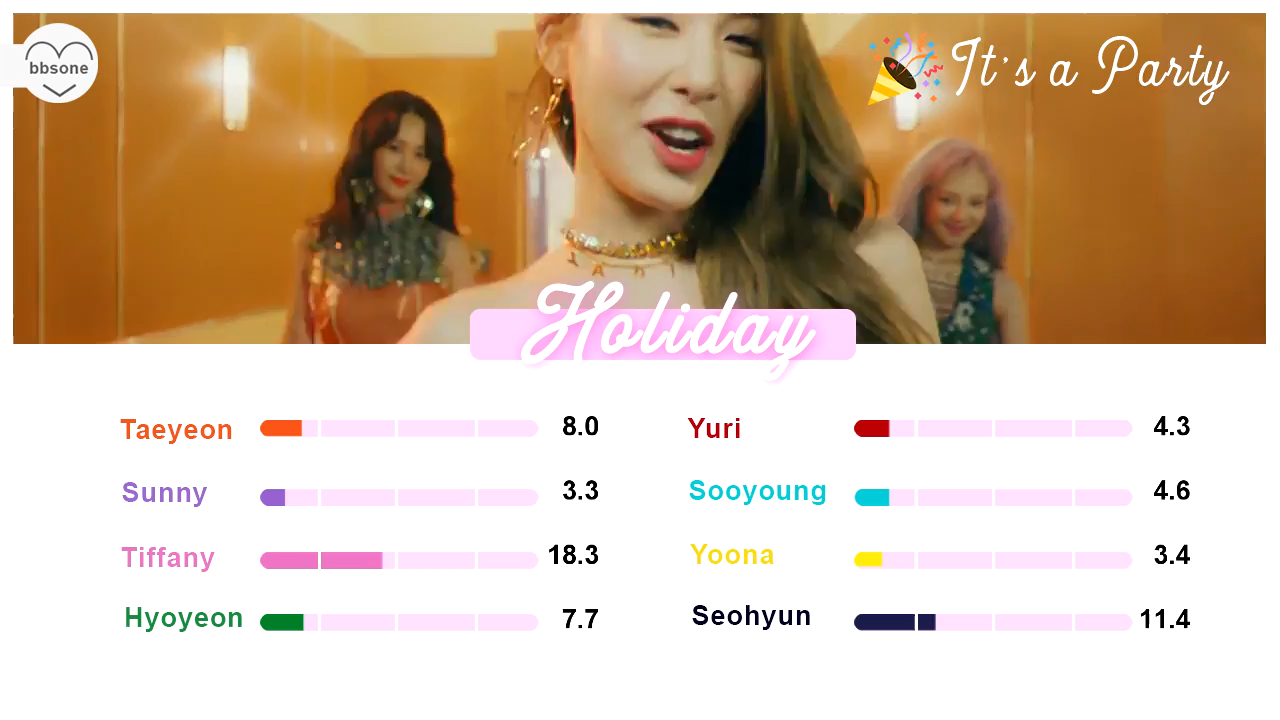 bbsone
It's a Party
Holiday
Taeyeon 8.0
Yuri 4.3
Sunny 3.3
Sooyoung 4.6
Tiffany 18.3
Yoona 3.4
Hyoyeon 7.7
Seohyun 11.4